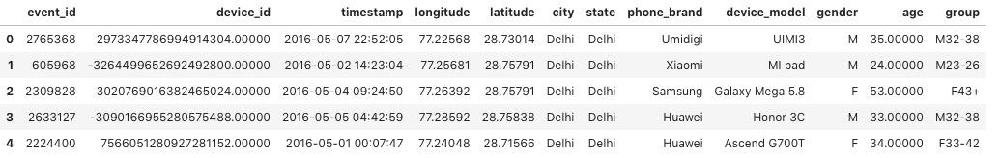 event_id device_id timestamp longitude latitude city state phone_brand device_model gender age group
0 2765368 2973347786994914304.00000 2016-05-07 22:52:05 77.22568 28.73014 Delhi Delhi Umidigi UIMI3 M 35.00000 M32-38
1 605968 -3264499652692492800.00000 2016-05-02 14:23:04 77.25681 28.75791 Delhi Delhi Xiaomi MI pad M 24.00000 M23-26
2 2309828 3020769016382465024.00000 2016-05-04 09:24:50 77.26392 28.75791 Delhi Delhi Samsung Galaxy Mega 5.8 F 53.00000 F43+
3 2633127 -3090166955280575488.00000 2016-05-05 04:42:59 77.28592 28.75838 Delhi Delhi Huawei Honor 3C M 33.00000 M32-38
4 2224400 7566051280927281152.00000 2016-05-01 00:07:47 77.24048 28.71566 Delhi Delhi Huawei Ascend G700T F 34.00000 F33-42